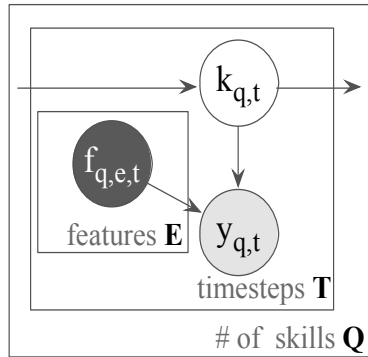 k_{q,t}
f_{q,e,t}
features E
y_{q,t}
timesteps T
# of skills Q